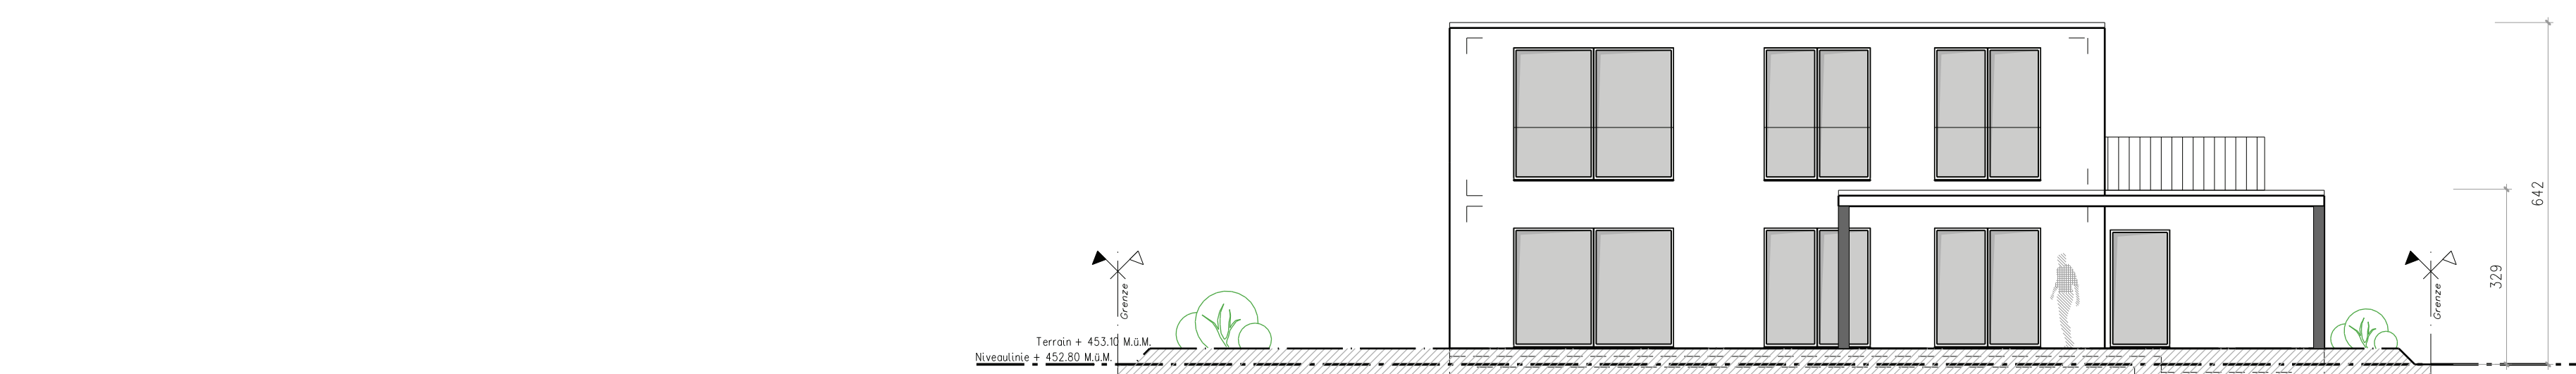 642
329
Grenze
Grenze
Terrain + 453.10 M.ü.M.
Niveaulinie + 452.80 M.ü.M.